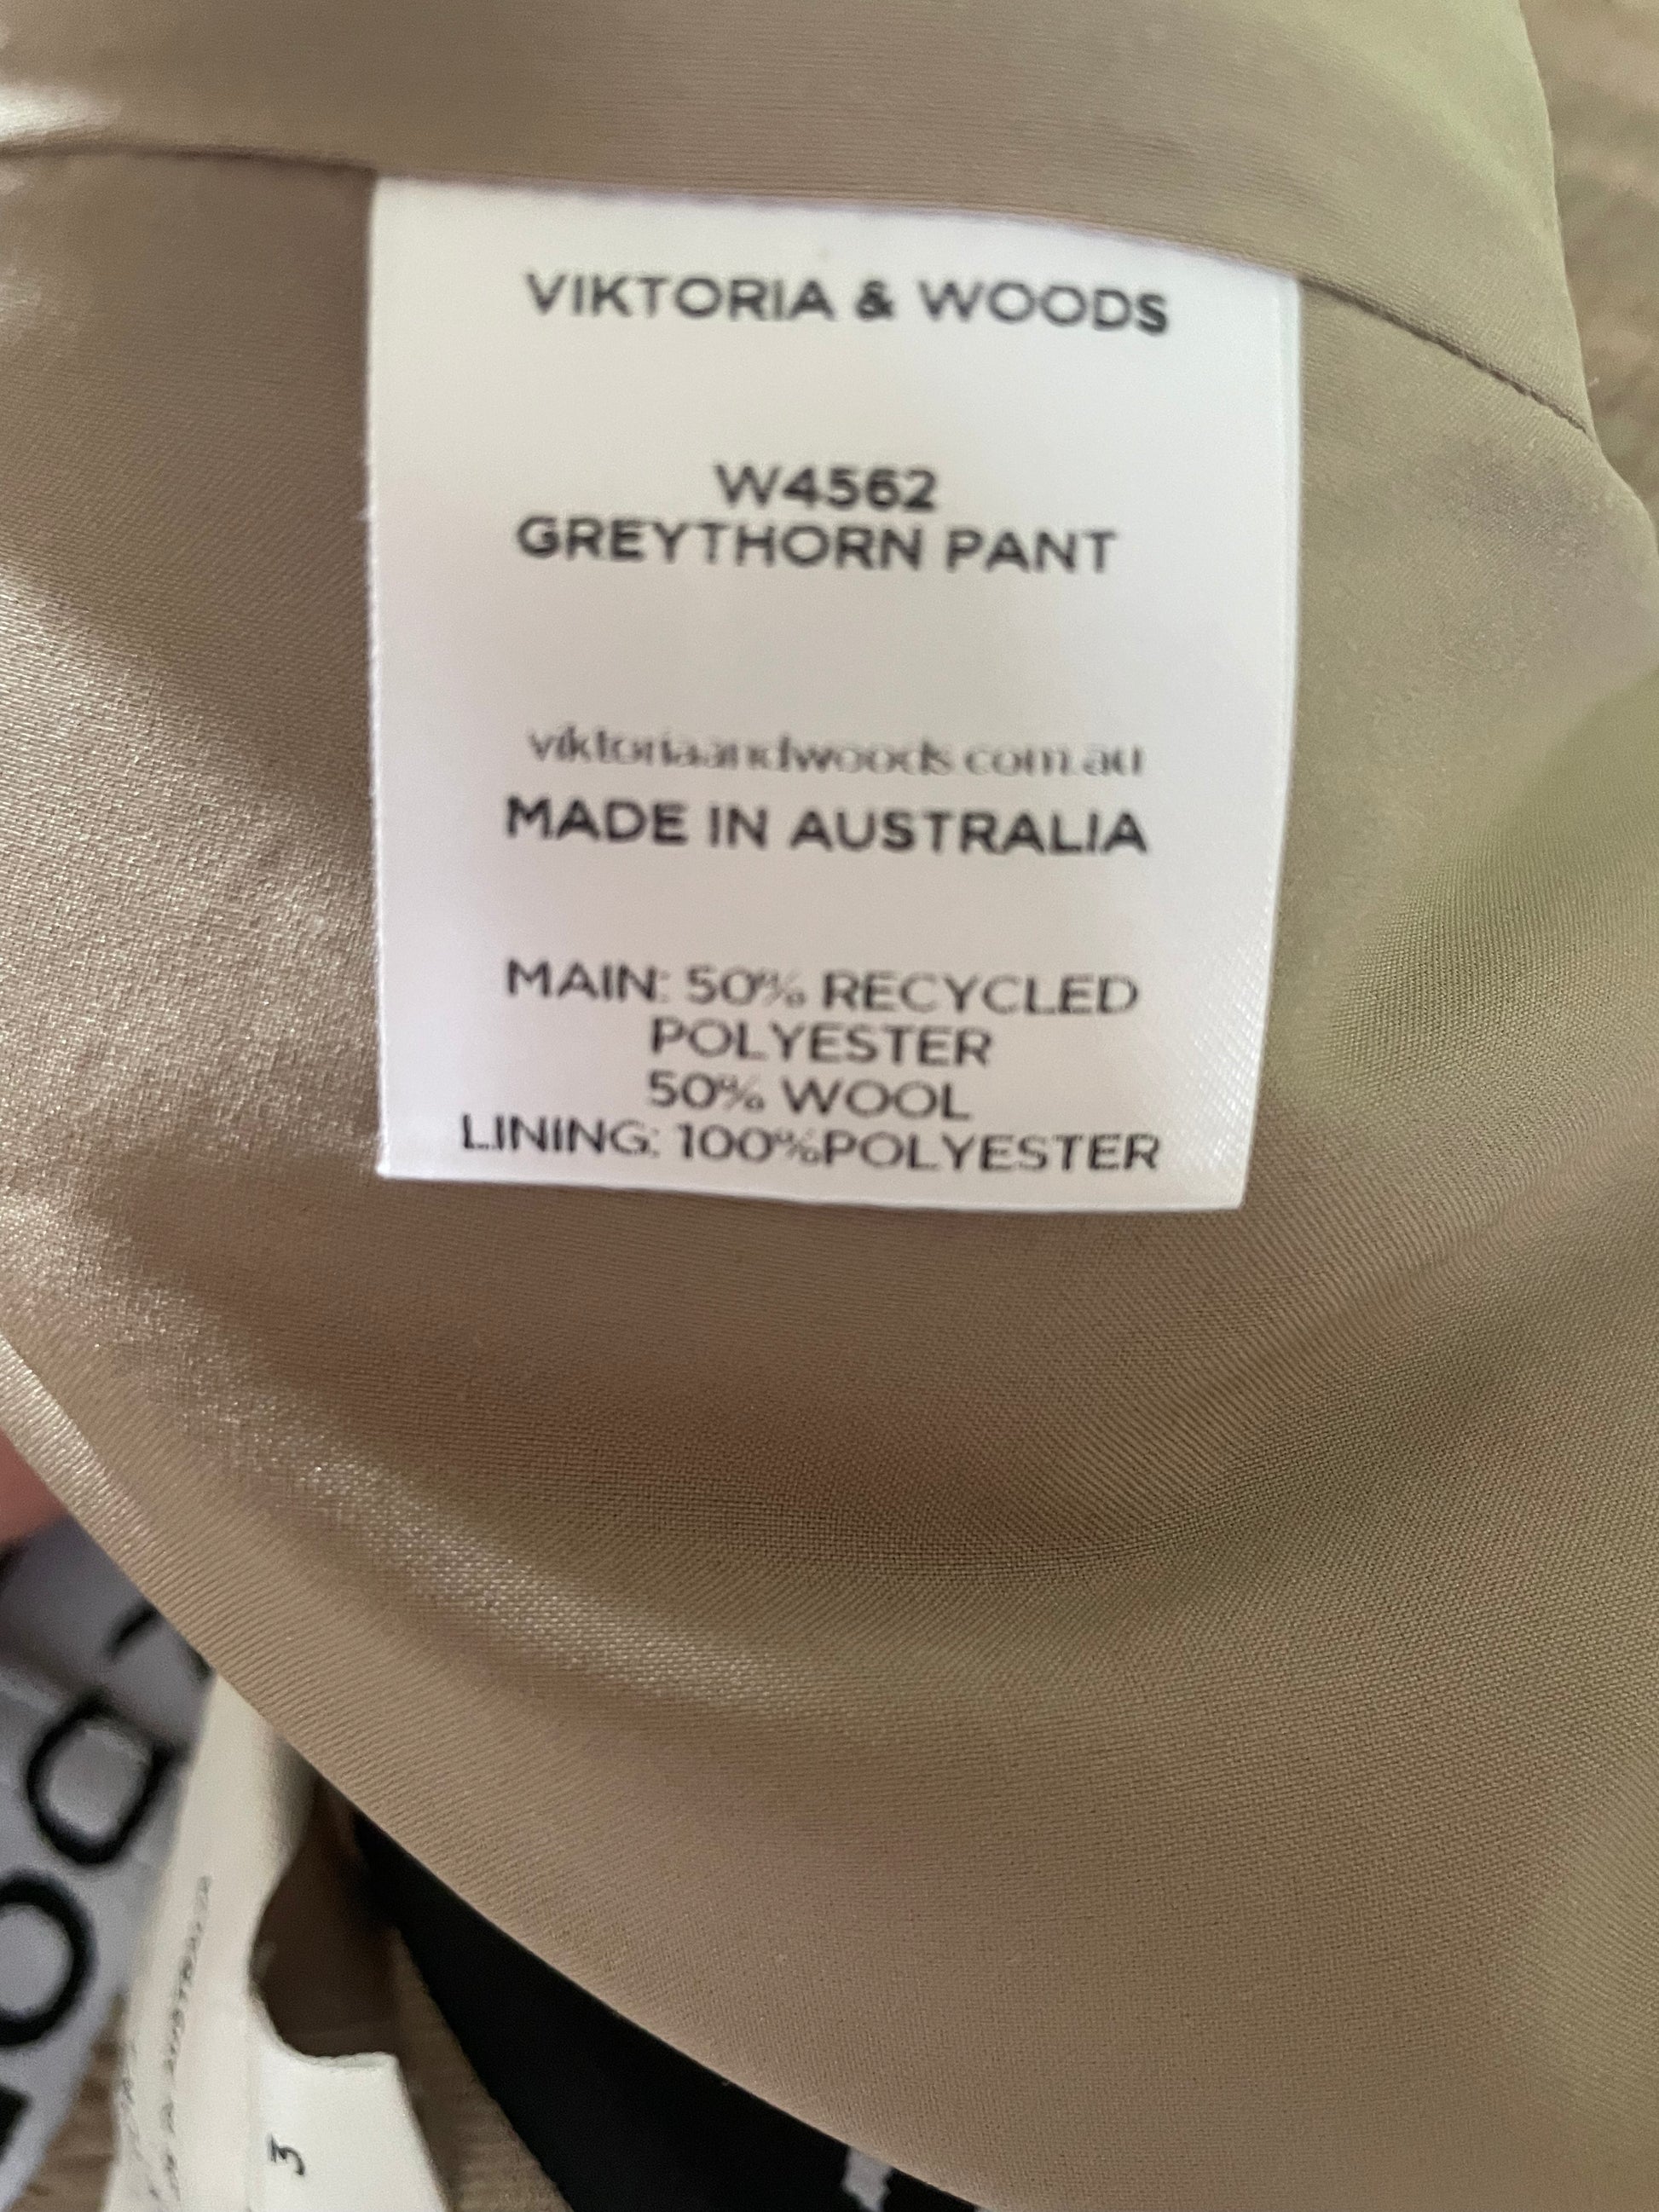 VIKTORIA & WOODS
W4562
GREYTHORN PANT
viktoriaandwoods.com.au
MADE IN AUSTRALIA
MAIN: 50% RECYCLED
POLYESTER
50% WOOL
LINING: 100%POLYESTER
3